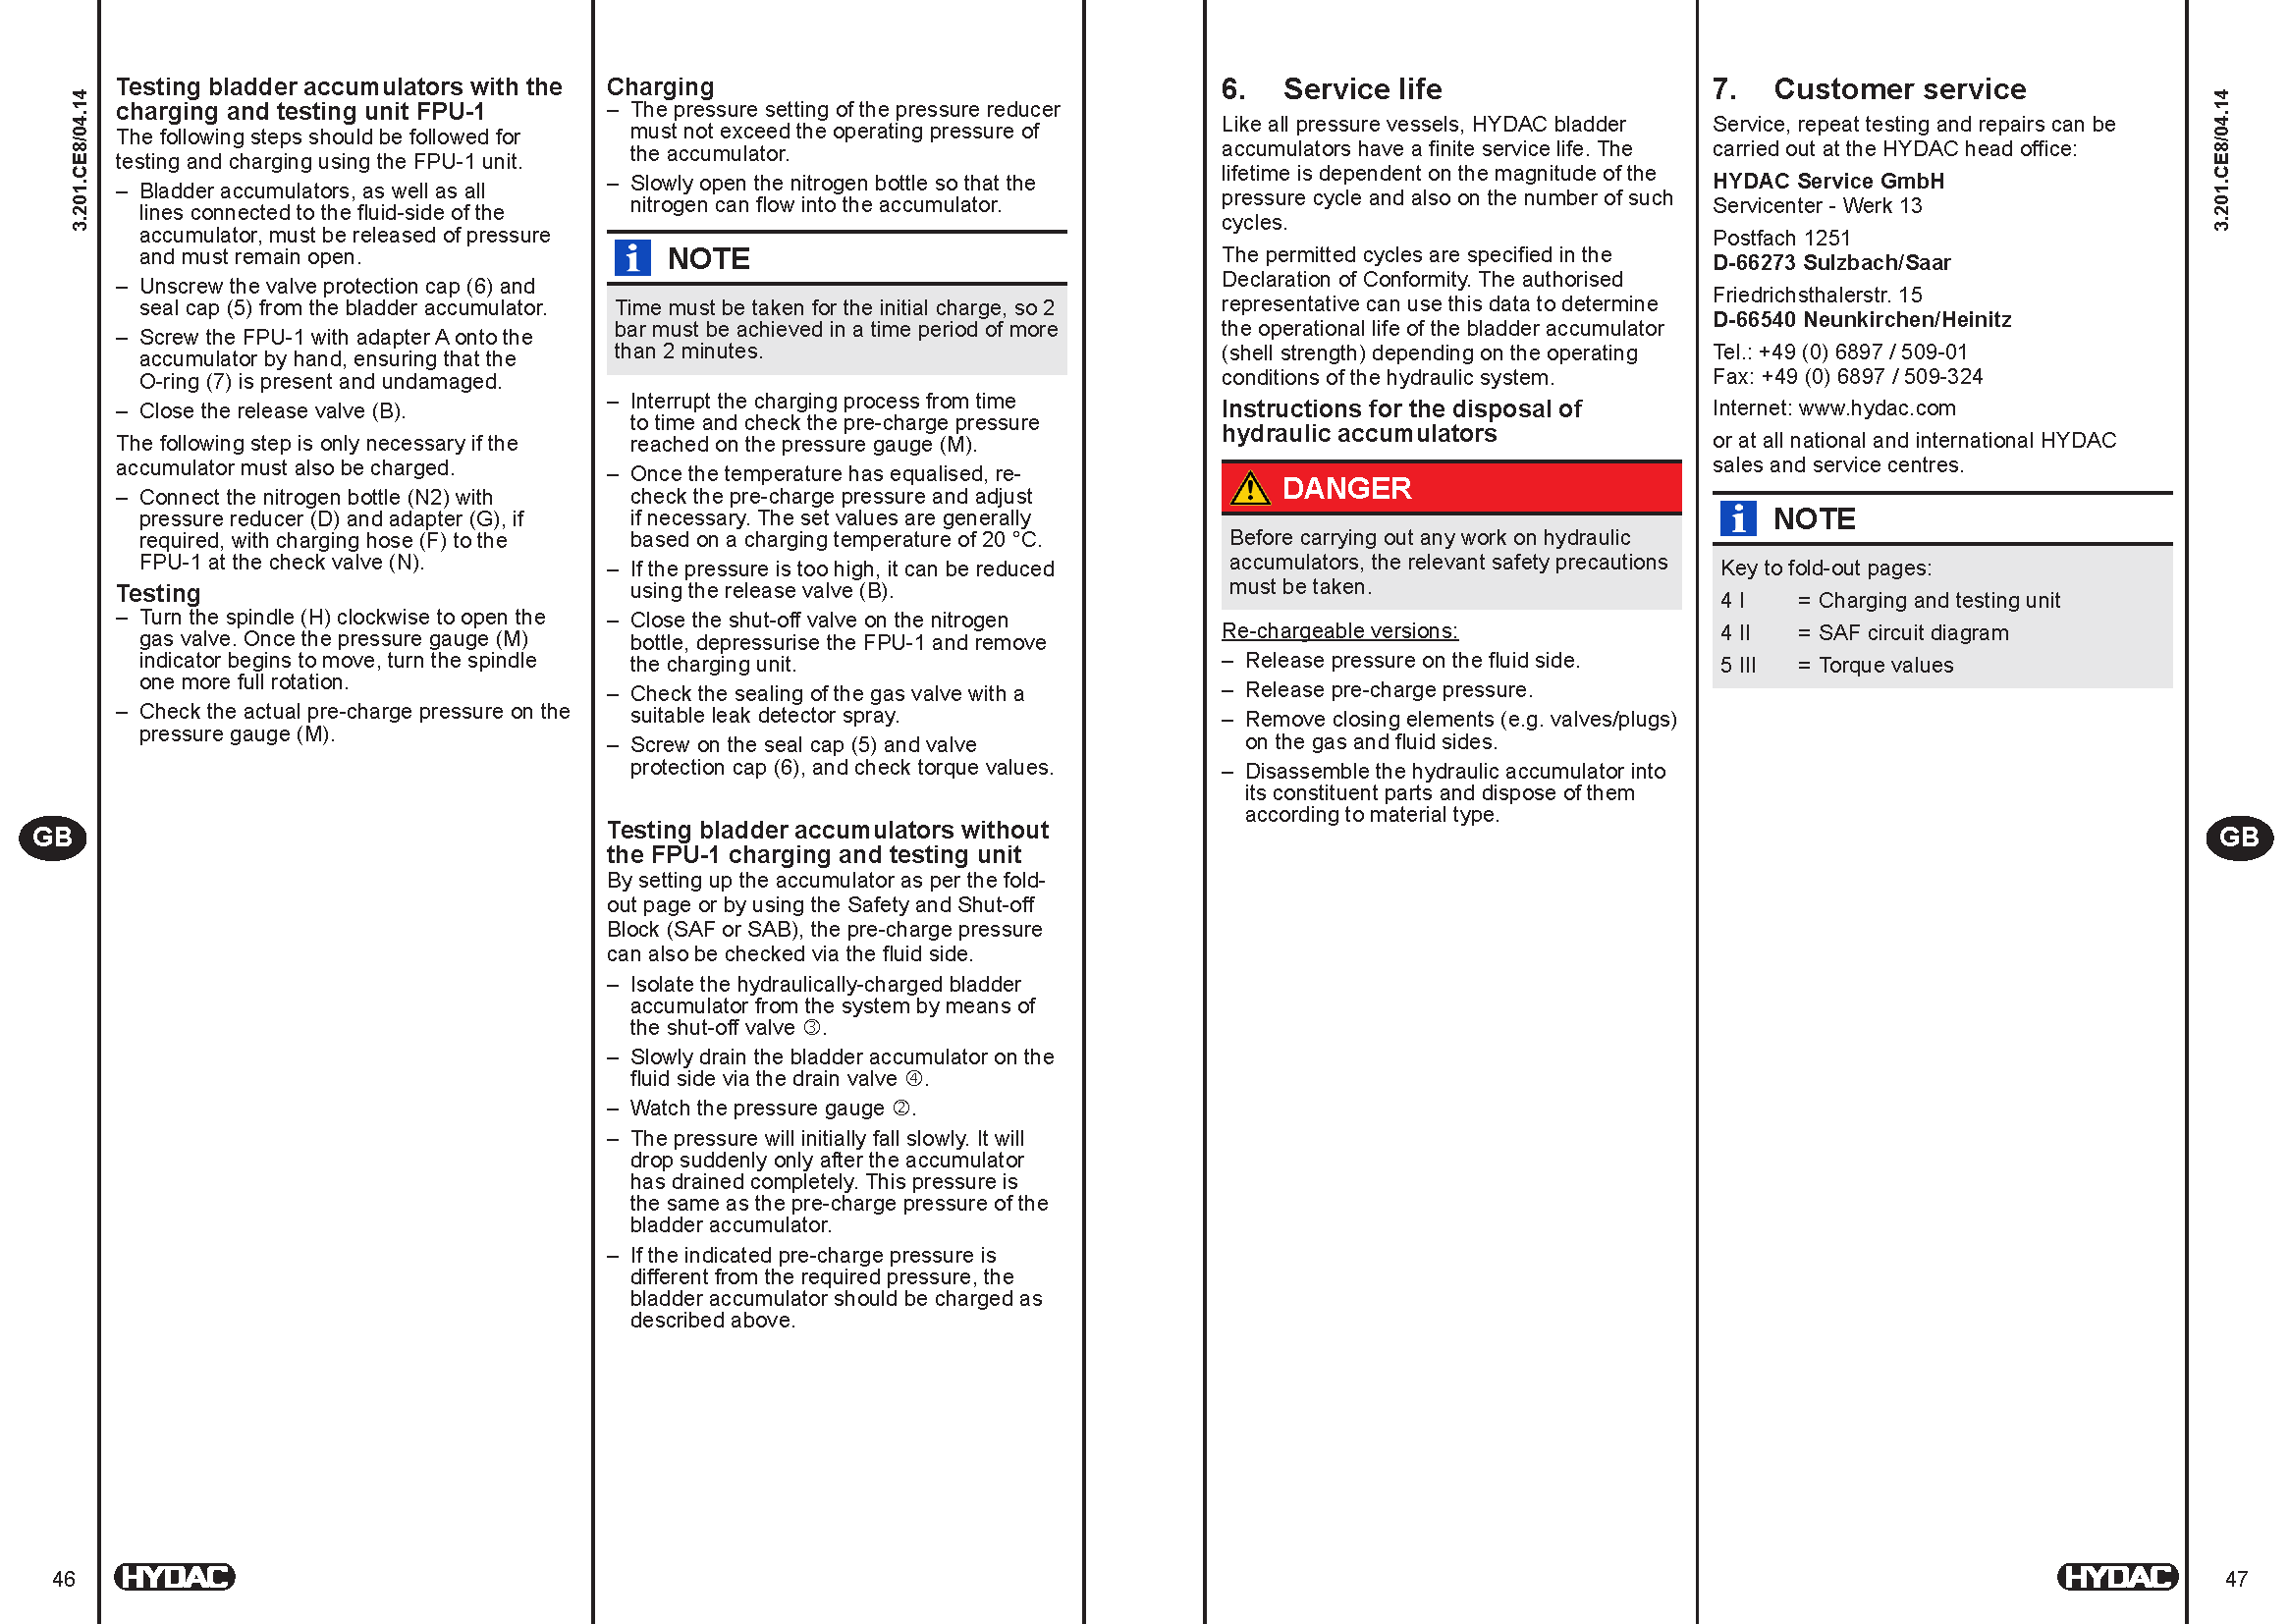 3.201.CE8/04.14
Testing bladder accumulators with the
charging and testing unit FPU-1
The following steps should be followed for
testing and charging using the FPU-1 unit.
– Bladder accumulators, as well as all
lines connected to the fluid-side of the
accumulator, must be released of pressure
and must remain open.
– Unscrew the valve protection cap (6) and
seal cap (5) from the bladder accumulator.
– Screw the FPU-1 with adapter A onto the
accumulator by hand, ensuring that the
O-ring (7) is present and undamaged.
– Close the release valve (B).
The following step is only necessary if the
accumulator must also be charged.
– Connect the nitrogen bottle (N2) with
pressure reducer (D) and adapter (G), if
required, with charging hose (F) to the
FPU-1 at the check valve (N).
Testing
– Turn the spindle (H) clockwise to open the
gas valve. Once the pressure gauge (M)
indicator begins to move, turn the spindle
one more full rotation.
– Check the actual pre-charge pressure on the
pressure gauge (M).
GB
46
HYDAC
Charging
– The pressure setting of the pressure reducer
must not exceed the operating pressure of
the accumulator.
– Slowly open the nitrogen bottle so that the
nitrogen can flow into the accumulator.
i NOTE
Time must be taken for the initial charge, so 2
bar must be achieved in a time period of more
than 2 minutes.
– Interrupt the charging process from time
to time and check the pre-charge pressure
reached on the pressure gauge (M).
– Once the temperature has equalised, re-
check the pre-charge pressure and adjust
if necessary. The set values are generally
based on a charging temperature of 20 °C.
– If the pressure is too high, it can be reduced
using the release valve (B).
– Close the shut-off valve on the nitrogen
bottle, depressurise the FPU-1 and remove
the charging unit.
– Check the sealing of the gas valve with a
suitable leak detector spray.
– Screw on the seal cap (5) and valve
protection cap (6), and check torque values.
Testing bladder accumulators without
the FPU-1 charging and testing unit
By setting up the accumulator as per the fold-
out page or by using the Safety and Shut-off
Block (SAF or SAB), the pre-charge pressure
can also be checked via the fluid side.
– Isolate the hydraulically-charged bladder
accumulator from the system by means of
the shut-off valve ③.
– Slowly drain the bladder accumulator on the
fluid side via the drain valve ④.
– Watch the pressure gauge ②.
– The pressure will initially fall slowly. It will
drop suddenly only after the accumulator
has drained completely. This pressure is
the same as the pre-charge pressure of the
bladder accumulator.
– If the indicated pre-charge pressure is
different from the required pressure, the
bladder accumulator should be charged as
described above.
6. Service life
Like all pressure vessels, HYDAC bladder
accumulators have a finite service life. The
lifetime is dependent on the magnitude of the
pressure cycle and also on the number of such
cycles.
The permitted cycles are specified in the
Declaration of Conformity. The authorised
representative can use this data to determine
the operational life of the bladder accumulator
(shell strength) depending on the operating
conditions of the hydraulic system.
Instructions for the disposal of
hydraulic accumulators
! DANGER
Before carrying out any work on hydraulic
accumulators, the relevant safety precautions
must be taken.
Re-chargeable versions:
– Release pressure on the fluid side.
– Release pre-charge pressure.
– Remove closing elements (e.g. valves/plugs)
on the gas and fluid sides.
– Disassemble the hydraulic accumulator into
its constituent parts and dispose of them
according to material type.
7. Customer service
Service, repeat testing and repairs can be
carried out at the HYDAC head office:
HYDAC Service GmbH
Servicenter - Werk 13
Postfach 1251
D-66273 Sulzbach/Saar
Friedrichsthalerstr. 15
D-66540 Neunkirchen/Heinitz
Tel.: +49 (0) 6897 / 509-01
Fax: +49 (0) 6897 / 509-324
Internet: www.hydac.com
or at all national and international HYDAC
sales and service centres.
i NOTE
Key to fold-out pages:
4 I = Charging and testing unit
4 II = SAF circuit diagram
5 III = Torque values
3.201.CE8/04.14
GB
HYDAC
47